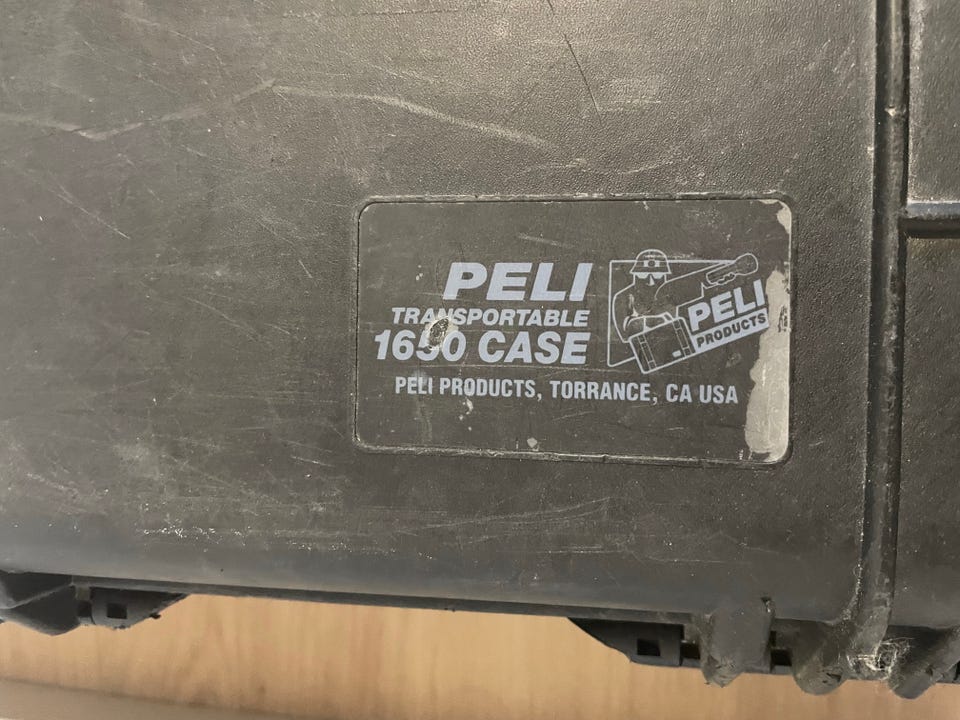 PELI
TRANSPORTABLE
1650 CASE
PELI
PRODUCTS
PELI PRODUCTS, TORRANCE, CA USA